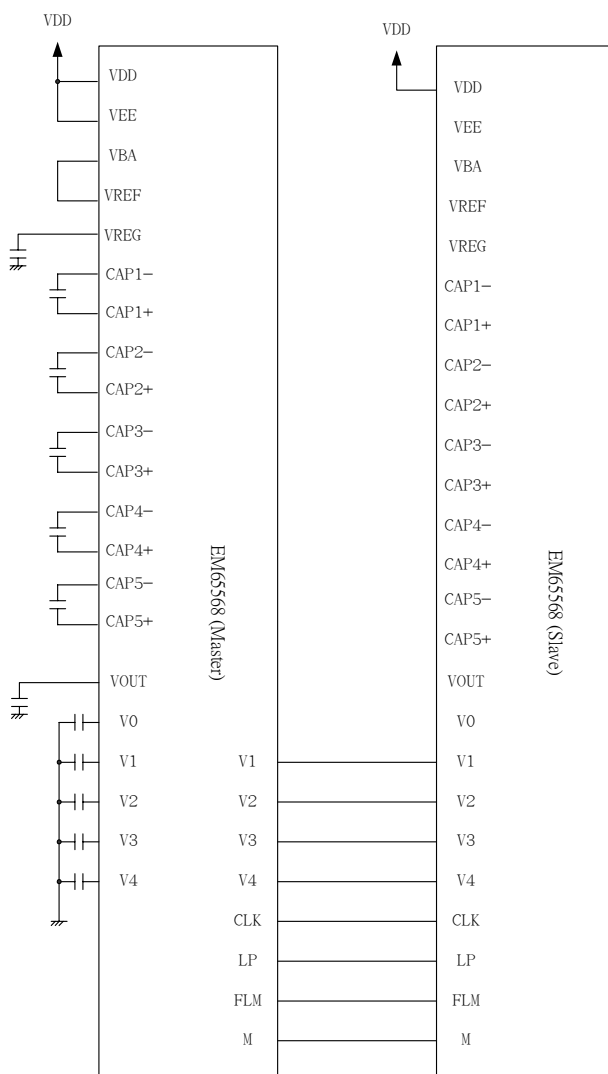 VDD
VDD
VEE
VBA
VREF
VREG
CAP1−
CAP1+
CAP2−
CAP2+
CAP3−
CAP3+
CAP4−
CAP4+
CAP5−
CAP5+
VOUT
V0
V1
V2
V3
V4
EM65568 (Master)
V1
V2
V3
V4
CLK
LP
FLM
M
VDD
VDD
VEE
VBA
VREF
VREG
CAP1−
CAP1+
CAP2−
CAP2+
CAP3−
CAP3+
CAP4−
CAP4+
CAP5−
CAP5+
VOUT
V0
V1
V2
V3
V4
CLK
LP
FLM
M
EM65568 (Slave)